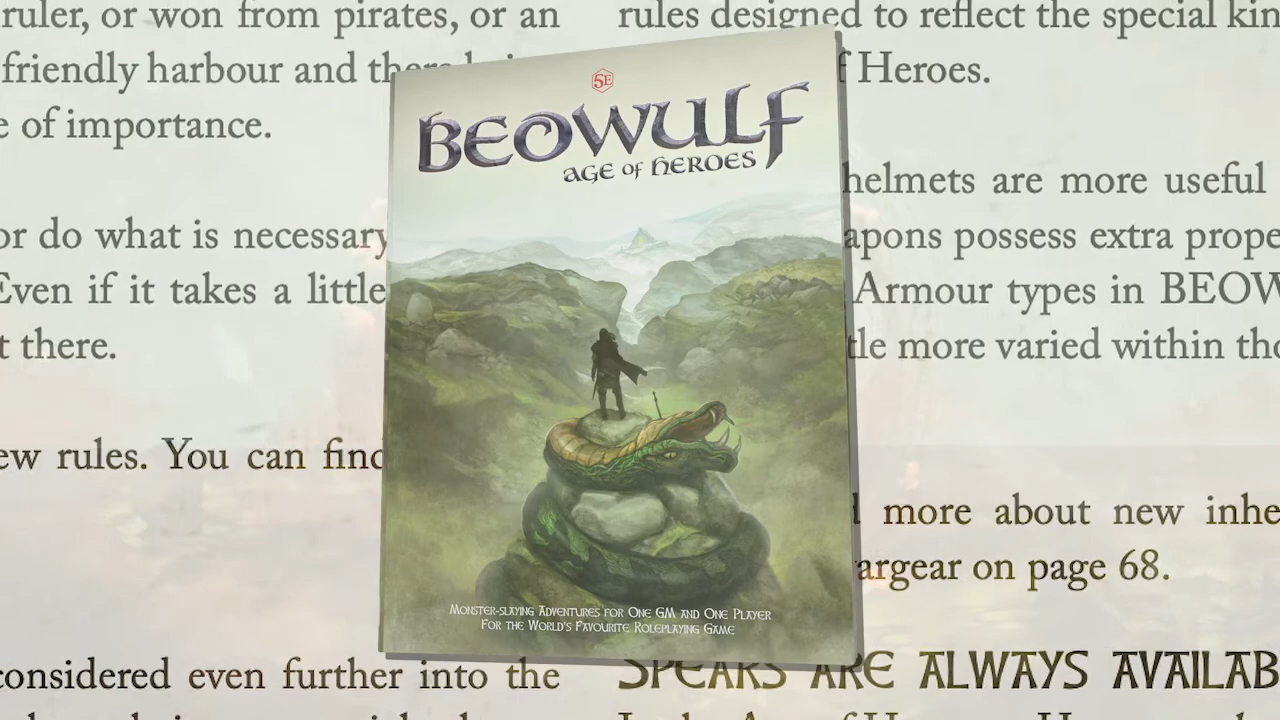 ruler, or won from pirates, or an
friendly harbour and
of importance.
or do what is necessary
Even if it takes a little
t there.
ew rules. You can find
considered even further into the
5E
BEOWULF
AGE OF HEROES
MONSTER-SLAYING ADVENTURES FOR ONE GM AND ONE PLAYER
FOR THE WORLD'S FAVOURITE ROLEPLAYING GAME
rules designed to reflect the special kin
f Heroes.
helmets are more useful
apons possess extra prope
Armour types in BEOW
tle more varied within tho
more about new inhe
argear on page 68.
SPEARS ARE ALWAYS AVAILAB